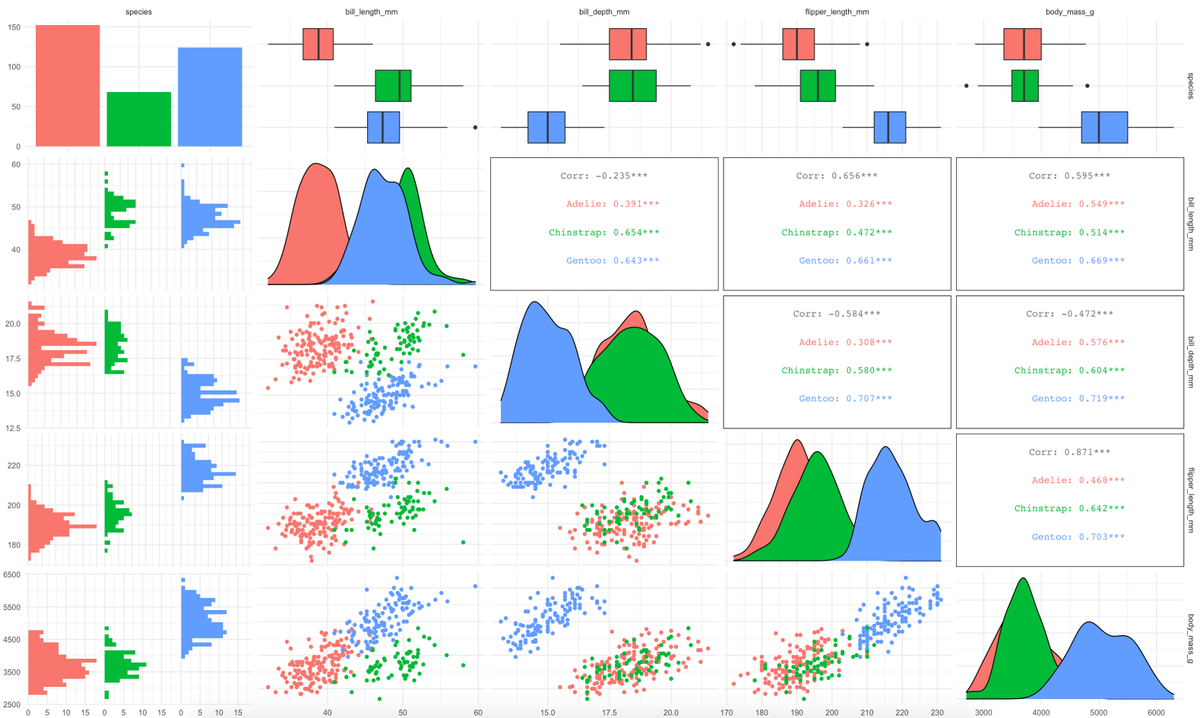 species bill_length_mm bill_depth_mm flipper_length_mm body_mass_g
150
100
50
0
species
60
50
40
Corr: -0.235***
Adelie: 0.391***
Chinstrap: 0.654***
Gentoo: 0.643***
Corr: 0.656***
Adelie: 0.326***
Chinstrap: 0.472***
Gentoo: 0.661***
Corr: 0.595***
Adelie: 0.549***
Chinstrap: 0.514***
Gentoo: 0.669***
bill_length_mm
20.0
17.5
15.0
12.5
Corr: -0.584***
Adelie: 0.308***
Chinstrap: 0.580***
Gentoo: 0.707***
Corr: -0.472***
Adelie: 0.576***
Chinstrap: 0.604***
Gentoo: 0.719***
bill_depth_mm
220
200
180
Corr: 0.871***
Adelie: 0.468***
Chinstrap: 0.642***
Gentoo: 0.703***
flipper_length_mm
6500
5500
4500
3500
2500
body_mass_g
0 5 10 15 0 5 10 15 0 5 10 15 40 50 60 15.0 17.5 20.0 170 180 190 200 210 220 230 3000 4000 5000 6000